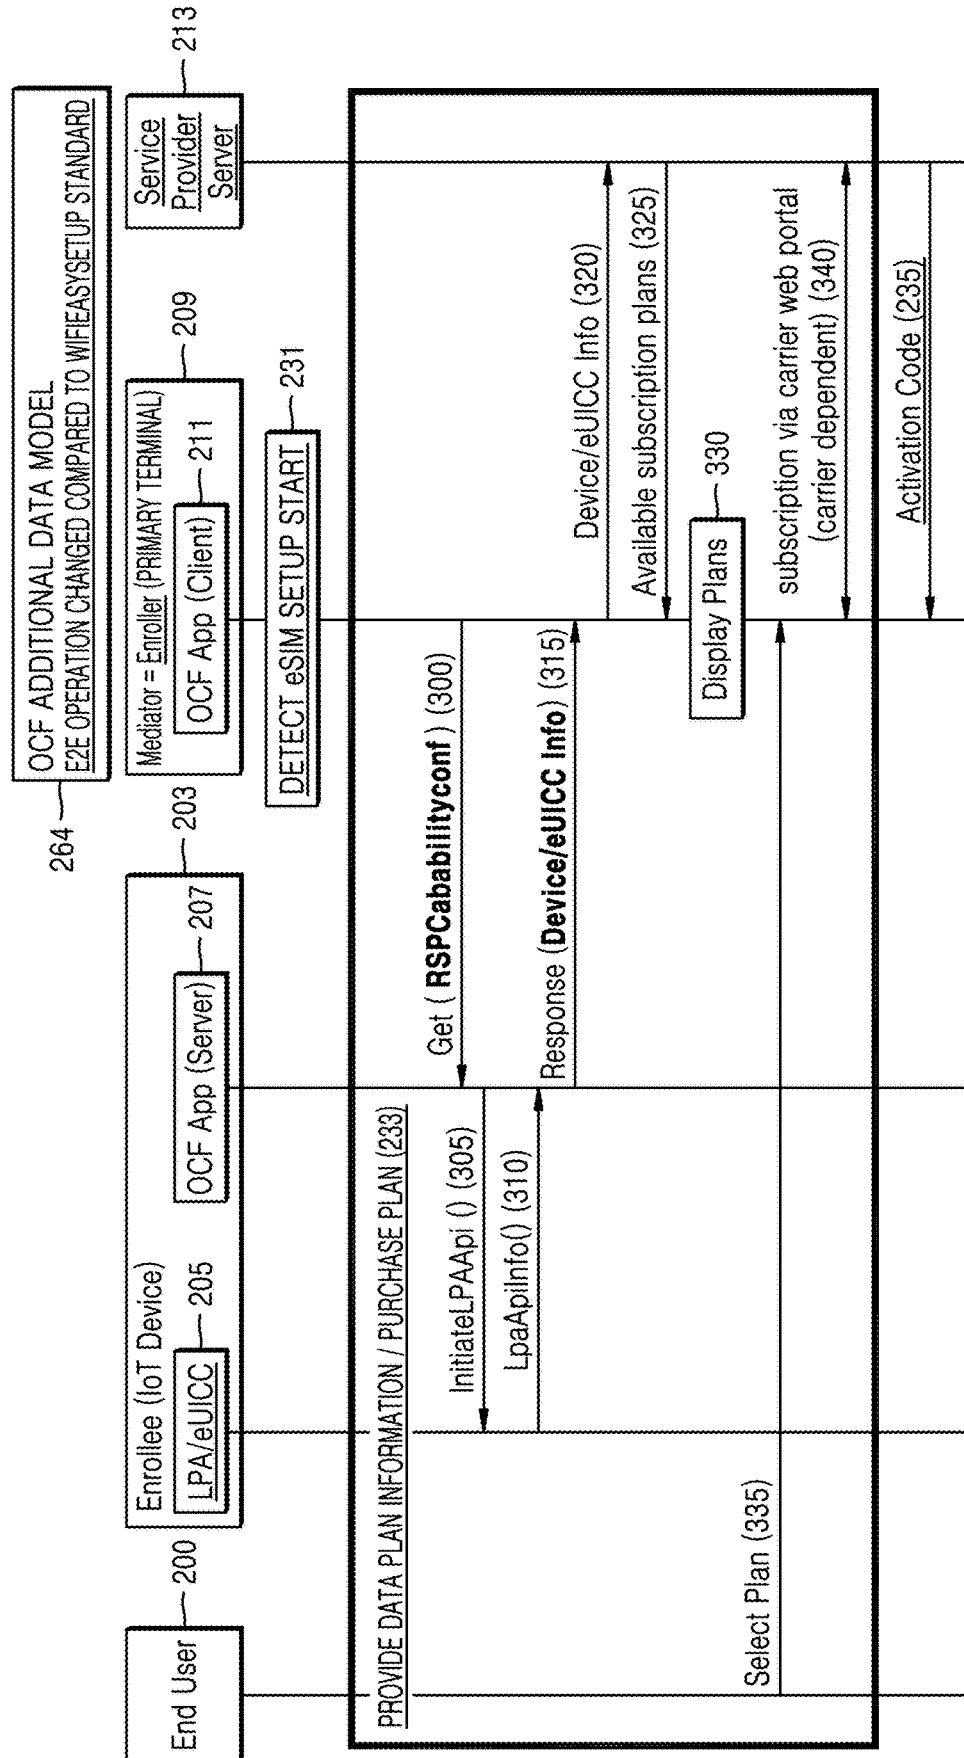 OCF ADDITIONAL DATA MODEL
E2E OPERATION CHANGED COMPARED TO WIFIEASYSETUP STANDARD
264
End User
200
Enrollee (IoT Device)
203
LPA/eUICC
205
OCF App (Server)
207
Mediator = Enroller (PRIMARY TERMINAL)
209
OCF App (Client)
211
Service
Provider
Server
213
DETECT eSIM SETUP START
231
PROVIDE DATA PLAN INFORMATION / PURCHASE PLAN (233)
Get ( RSPCababilityconf ) (300)
InitiateLPAApi () (305)
LpaApiInfo() (310)
Response (Device/eUICC Info) (315)
Device/eUICC Info (320)
Available subscription plans (325)
Display Plans
330
Select Plan (335)
subscription via carrier web portal
(carrier dependent) (340)
Activation Code (235)